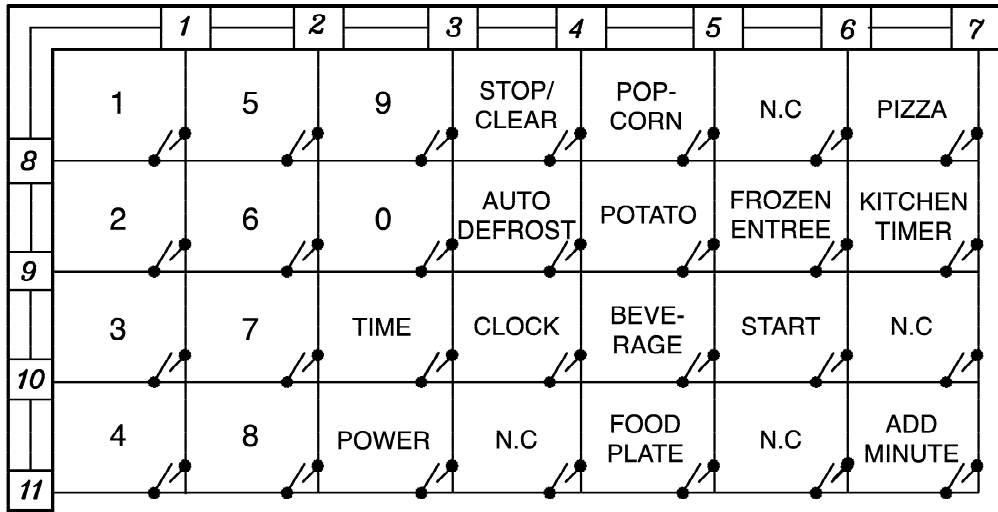 1 2 3 4 5 6 7
1 5 9 STOP/ CLEAR POP- CORN N.C PIZZA
8
2 6 0 AUTO DEFROST POTATO FROZEN ENTREE KITCHEN TIMER
9
3 7 TIME CLOCK BEVE- RAGE START N.C
10
4 8 POWER N.C FOOD PLATE N.C ADD MINUTE
11